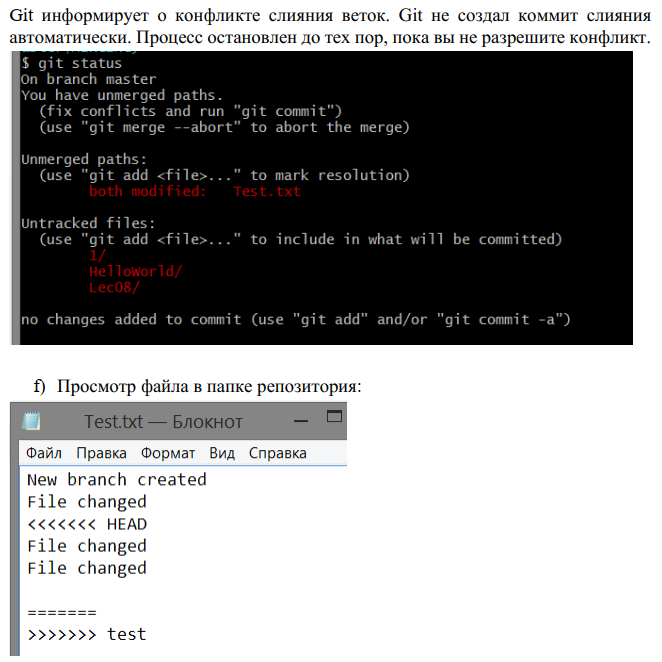 Git информирует о конфликте слияния веток. Git не создал коммит слияния
автоматически. Процесс остановлен до тех пор, пока вы не разрешите конфликт.
$ git status
On branch master
You have unmerged paths.
  (fix conflicts and run "git commit")
  (use "git merge --abort" to abort the merge)
Unmerged paths:
  (use "git add <file>..." to mark resolution)
        both modified:   Test.txt
Untracked files:
  (use "git add <file>..." to include in what will be committed)
        1/
        HelloWorld/
        Lec08/
no changes added to commit (use "git add" and/or "git commit -a")
f) Просмотр файла в папке репозитория:
Test.txt — Блокнот
Файл Правка Формат Вид Справка
New branch created
File changed
<<<<<<< HEAD
File changed
File changed
=======
>>>>>>> test